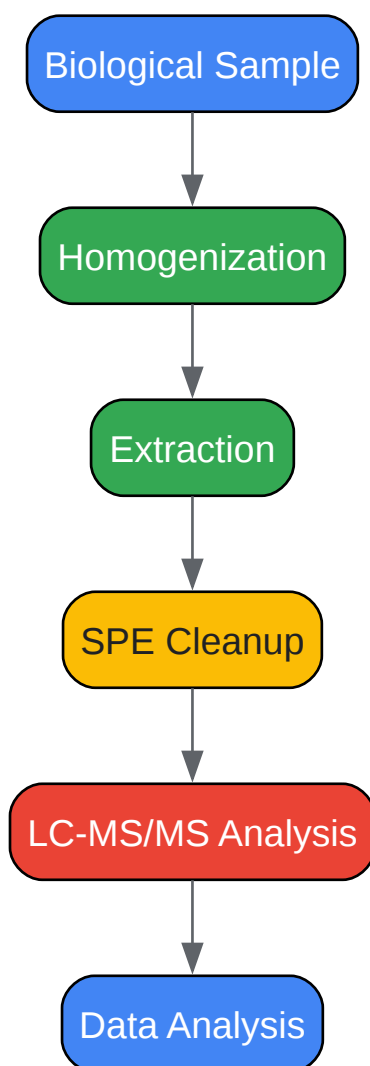 Biological Sample
Homogenization
Extraction
SPE Cleanup
LC-MS/MS Analysis
Data Analysis